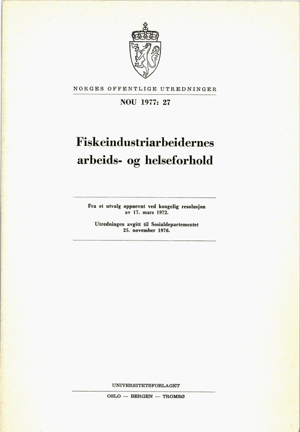 NORGES OFFENTLIGE UTREDNINGER
NOU 1977: 27
Fiskeindustriarbeidernes
arbeids- og helseforhold
Fra et utvalg oppnevnt ved kongelig resolusjon
av 17. mars 1972.
Utredningen avgitt til Sosialdepartementet
25. november 1976.
UNIVERSITETSFORLAGET
OSLO — BERGEN — TROMSØ